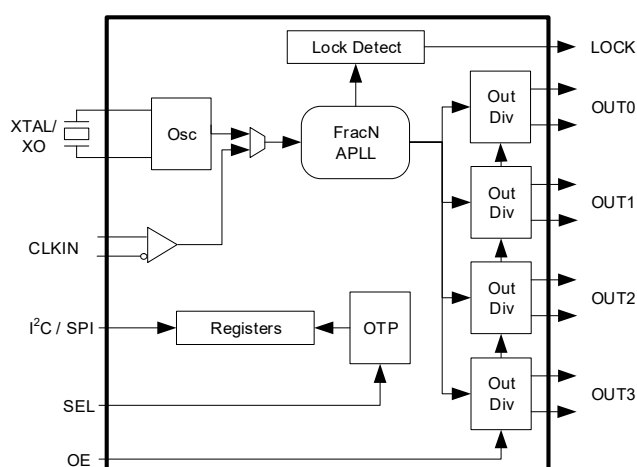 Lock Detect
LOCK
XTAL/
XO
Osc
FracN
APLL
Out
Div
OUT0
Out
Div
OUT1
CLKIN
Out
Div
OUT2
I²C / SPI
Registers
OTP
Out
Div
OUT3
SEL
OE